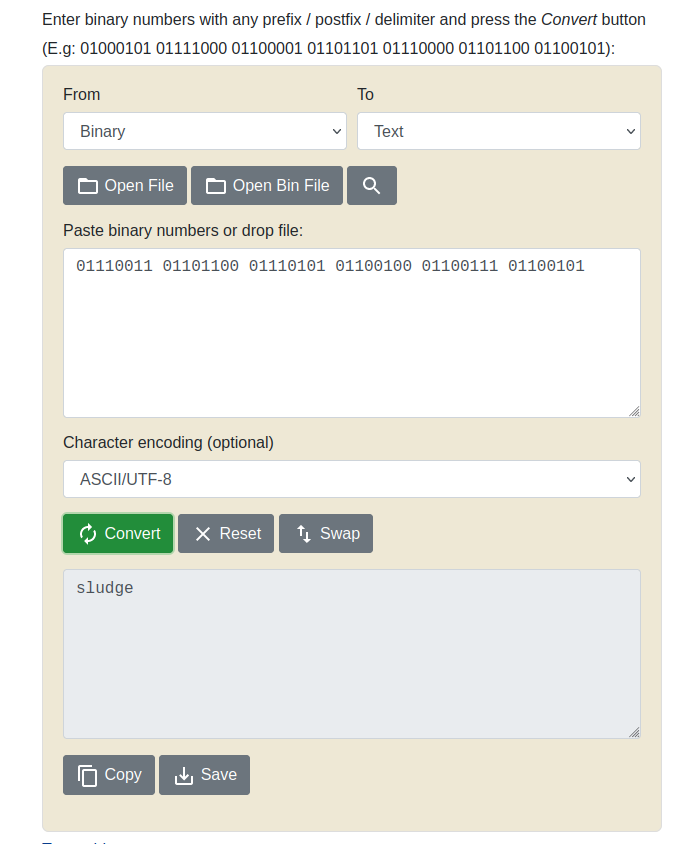 Enter binary numbers with any prefix / postfix / delimiter and press the Convert button
(E.g: 01000101 01111000 01100001 01101101 01110000 01101100 01100101):
From To
Binary Text
Open File Open Bin File
Paste binary numbers or drop file:
01110011 01101100 01110101 01100100 01100111 01100101
Character encoding (optional)
ASCII/UTF-8
Convert Reset Swap
sludge
Copy Save